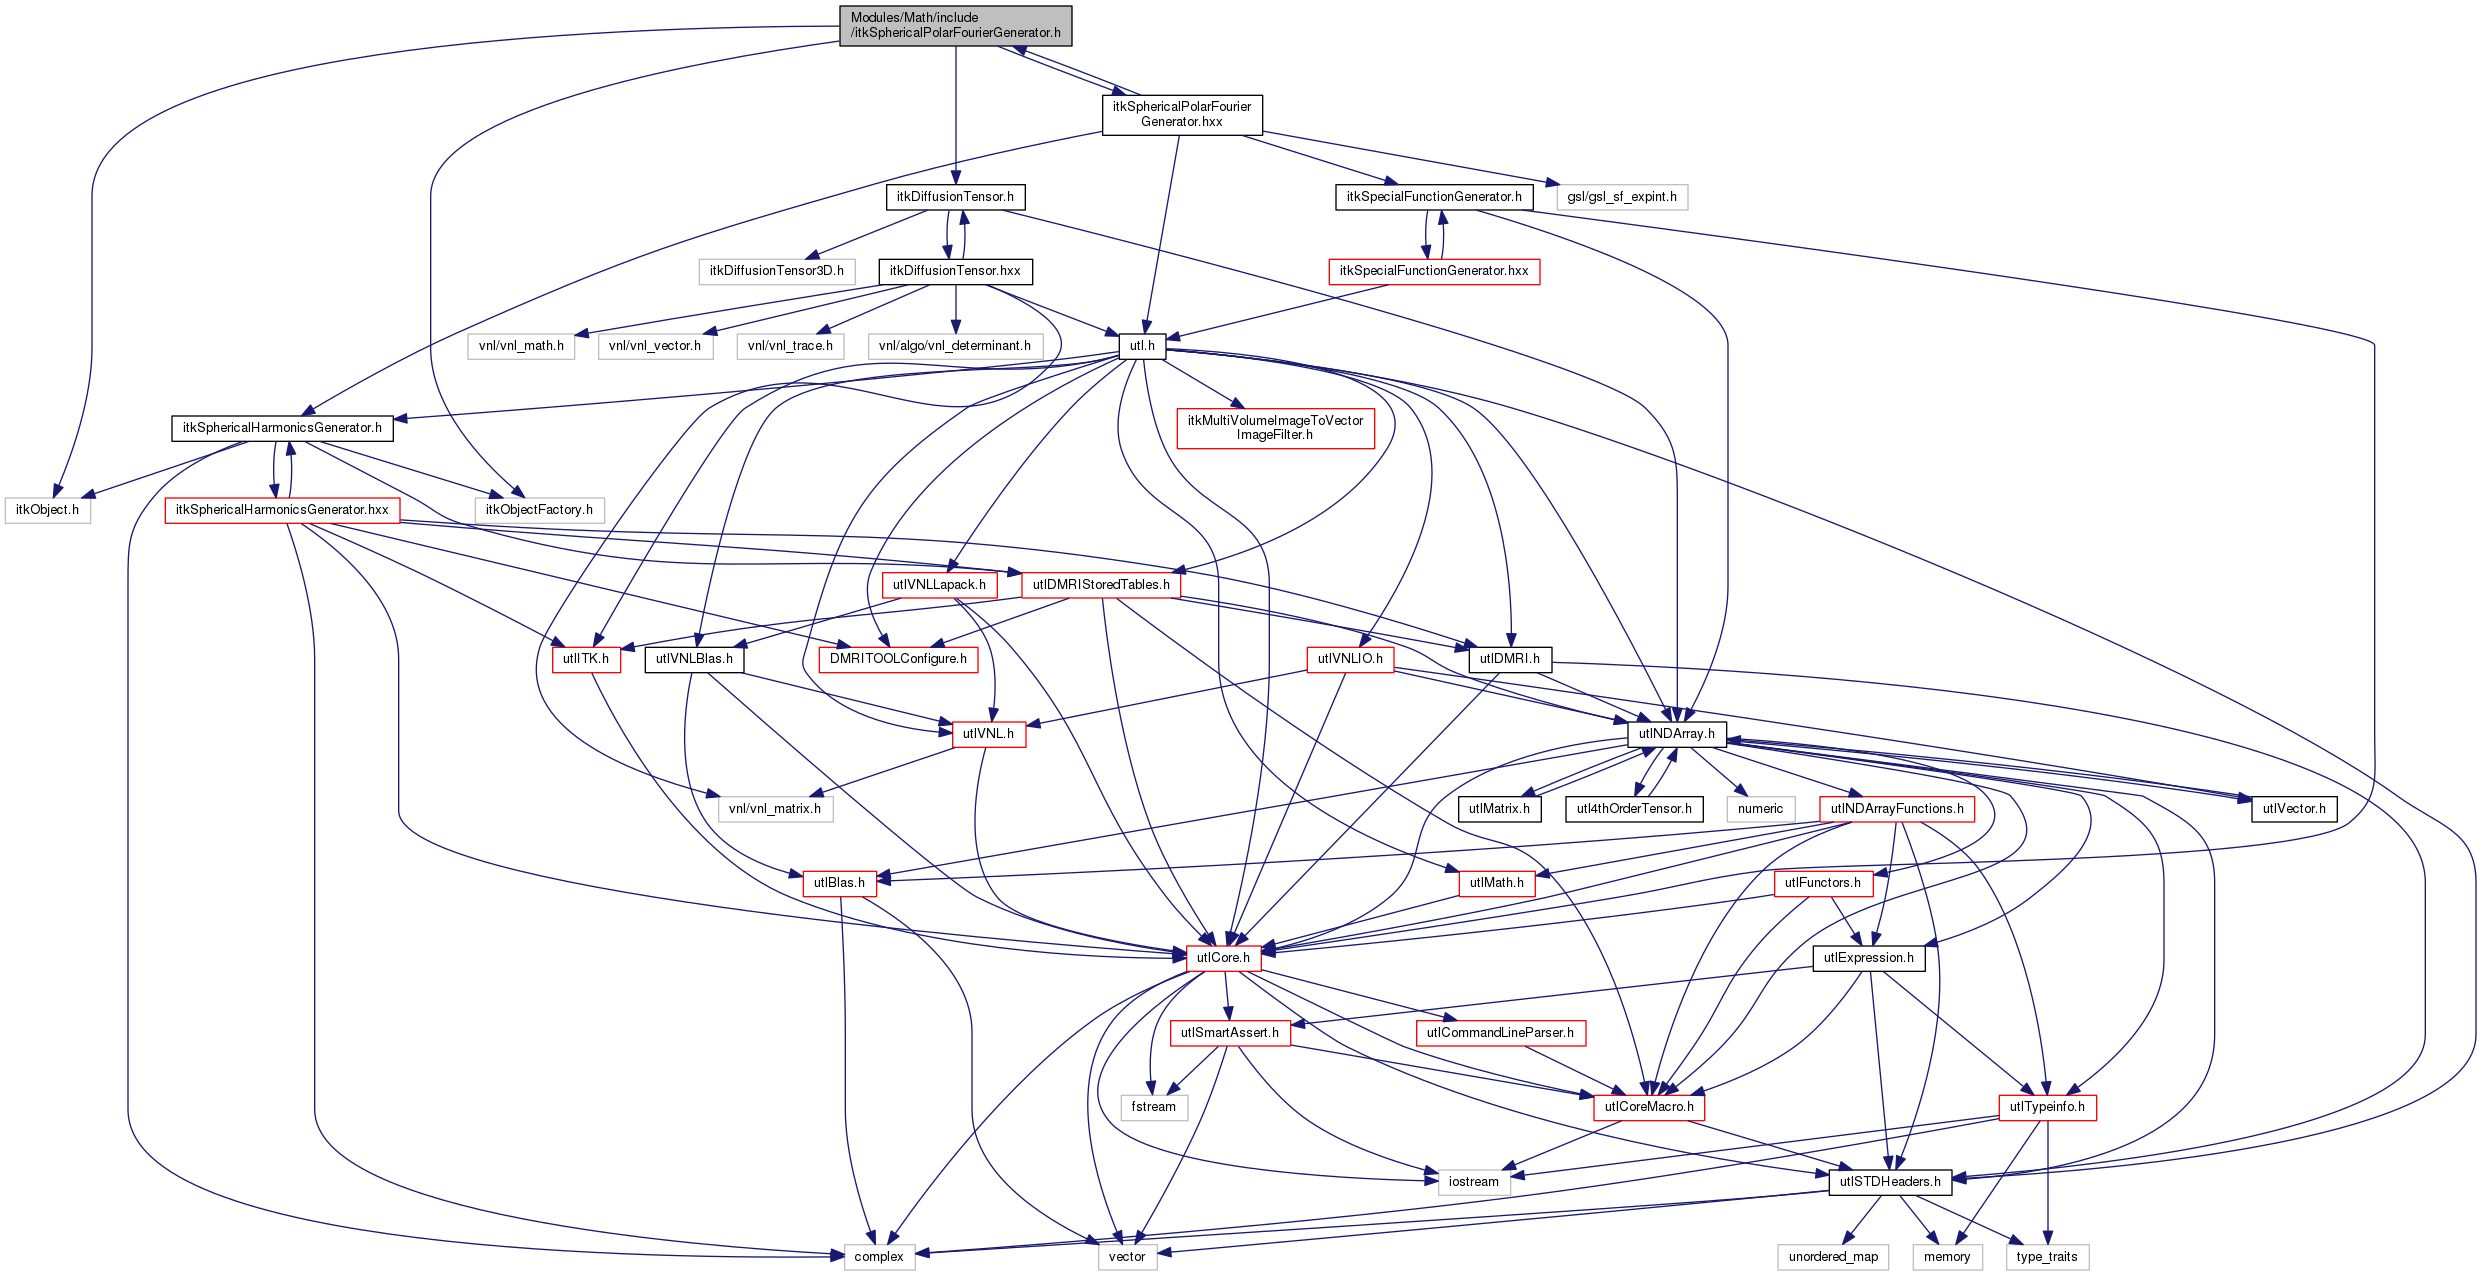 Modules/Math/include
/itkSphericalPolarFourierGenerator.h
itkSphericalPolarFourier
Generator.hxx
itkDiffusionTensor.h
itkSpecialFunctionGenerator.h
gsl/gsl_sf_expint.h
itkDiffusionTensor3D.h
itkDiffusionTensor.hxx
itkSpecialFunctionGenerator.hxx
vnl/vnl_math.h
vnl/vnl_vector.h
vnl/vnl_trace.h
vnl/algo/vnl_determinant.h
utl.h
itkSphericalHarmonicsGenerator.h
itkMultiVolumeImageToVector
ImageFilter.h
itkObject.h
itkSphericalHarmonicsGenerator.hxx
itkObjectFactory.h
utlVNLLapack.h
utlDMRIStoredTables.h
utlITK.h
utlVNLBlas.h
DMRITOOLConfigure.h
utlVNLIO.h
utlDMRI.h
utlVNL.h
utlNDArray.h
vnl/vnl_matrix.h
utlMatrix.h
utl4thOrderTensor.h
numeric
utlNDArrayFunctions.h
utlVector.h
utlBlas.h
utlMath.h
utlFunctors.h
utlCore.h
utlExpression.h
utlSmartAssert.h
utlCommandLineParser.h
fstream
utlCoreMacro.h
utlTypeinfo.h
iostream
utlSTDHeaders.h
complex
vector
unordered_map
memory
type_traits